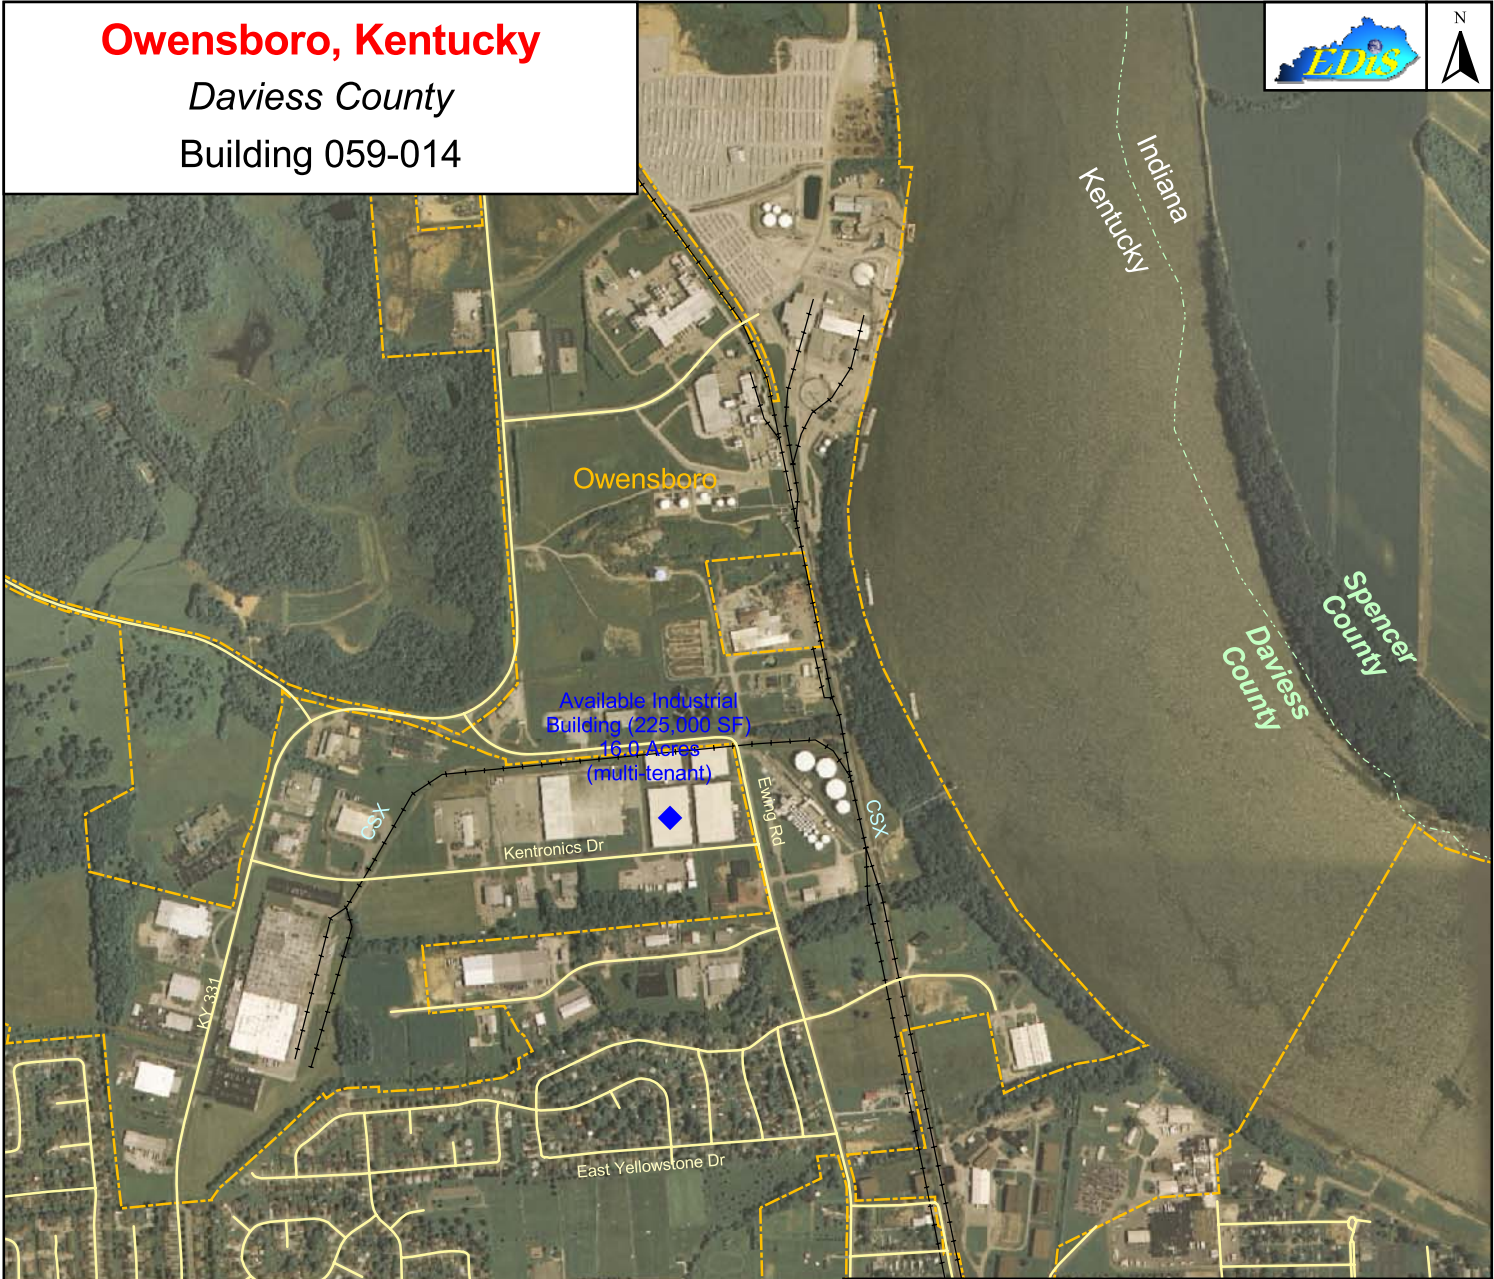 Owensboro, Kentucky
Daviess County
Building 059-014
EDiS
N
Indiana
Kentucky
Owensboro
Spencer
County
Daviess
County
Available Industrial
Building (225,000 SF)
16.0 Acres
(multi-tenant)
Ewing Rd
CSX
CSX
Kentronics Dr
KY 331
East Yellowstone Dr